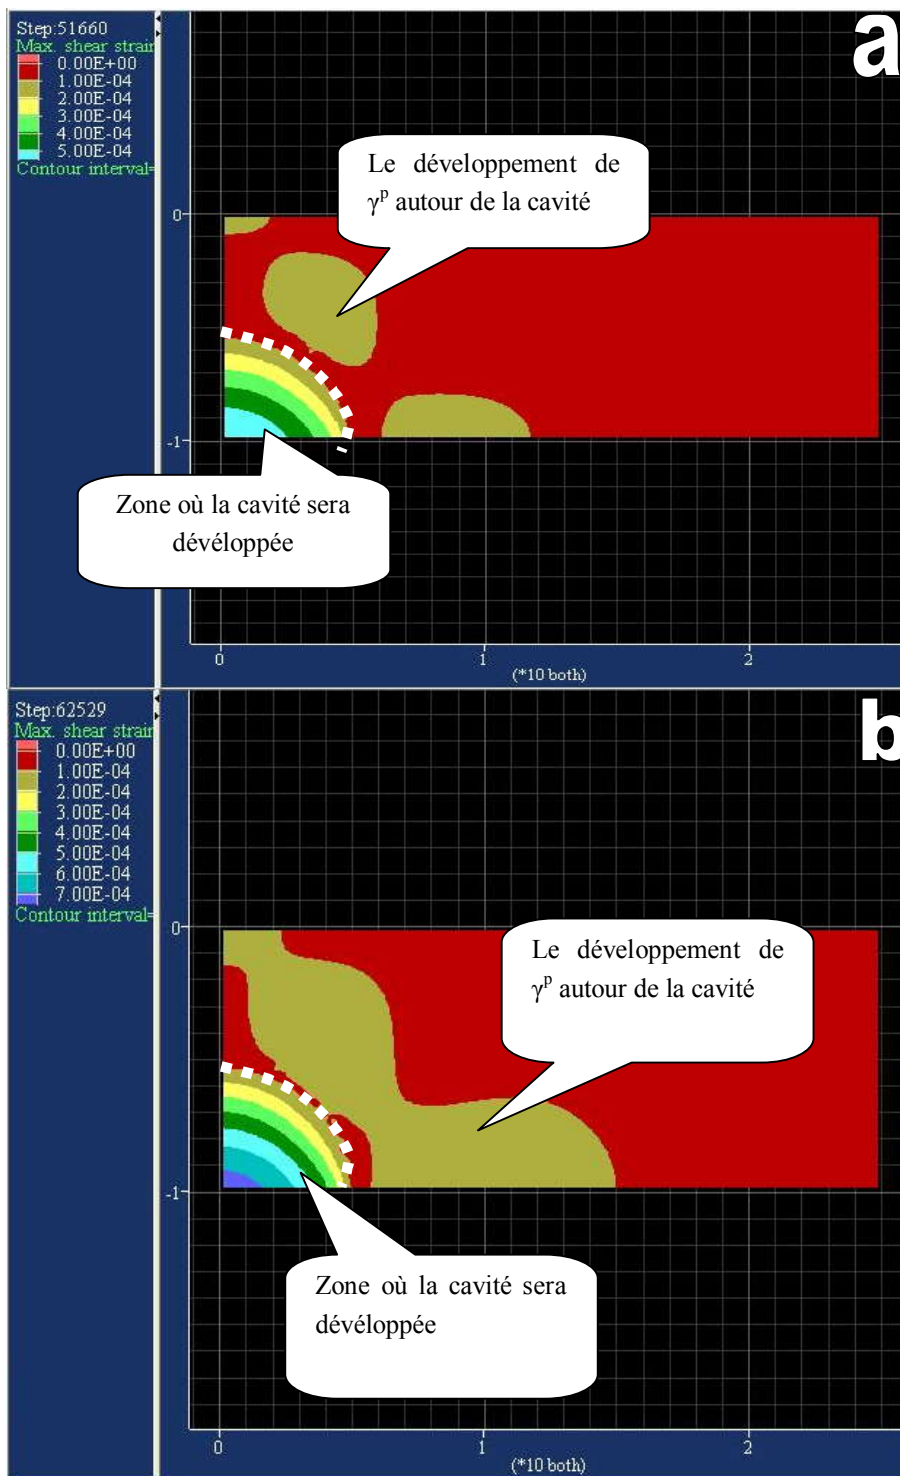 a
Step:51660
Max. shear strain
0.00E+00
1.00E-04
2.00E-04
3.00E-04
4.00E-04
5.00E-04
Contour interval=
Le développement de
γᵖ autour de la cavité
0
-1
Zone où la cavité sera
dévéloppée
0
1
2
(*10 both)
b
Step:62529
Max. shear strain
0.00E+00
1.00E-04
2.00E-04
3.00E-04
4.00E-04
5.00E-04
6.00E-04
7.00E-04
Contour interval=
0
Le développement de
γᵖ autour de la cavité
-1
Zone où la cavité sera
dévéloppée
0
1
2
(*10 both)